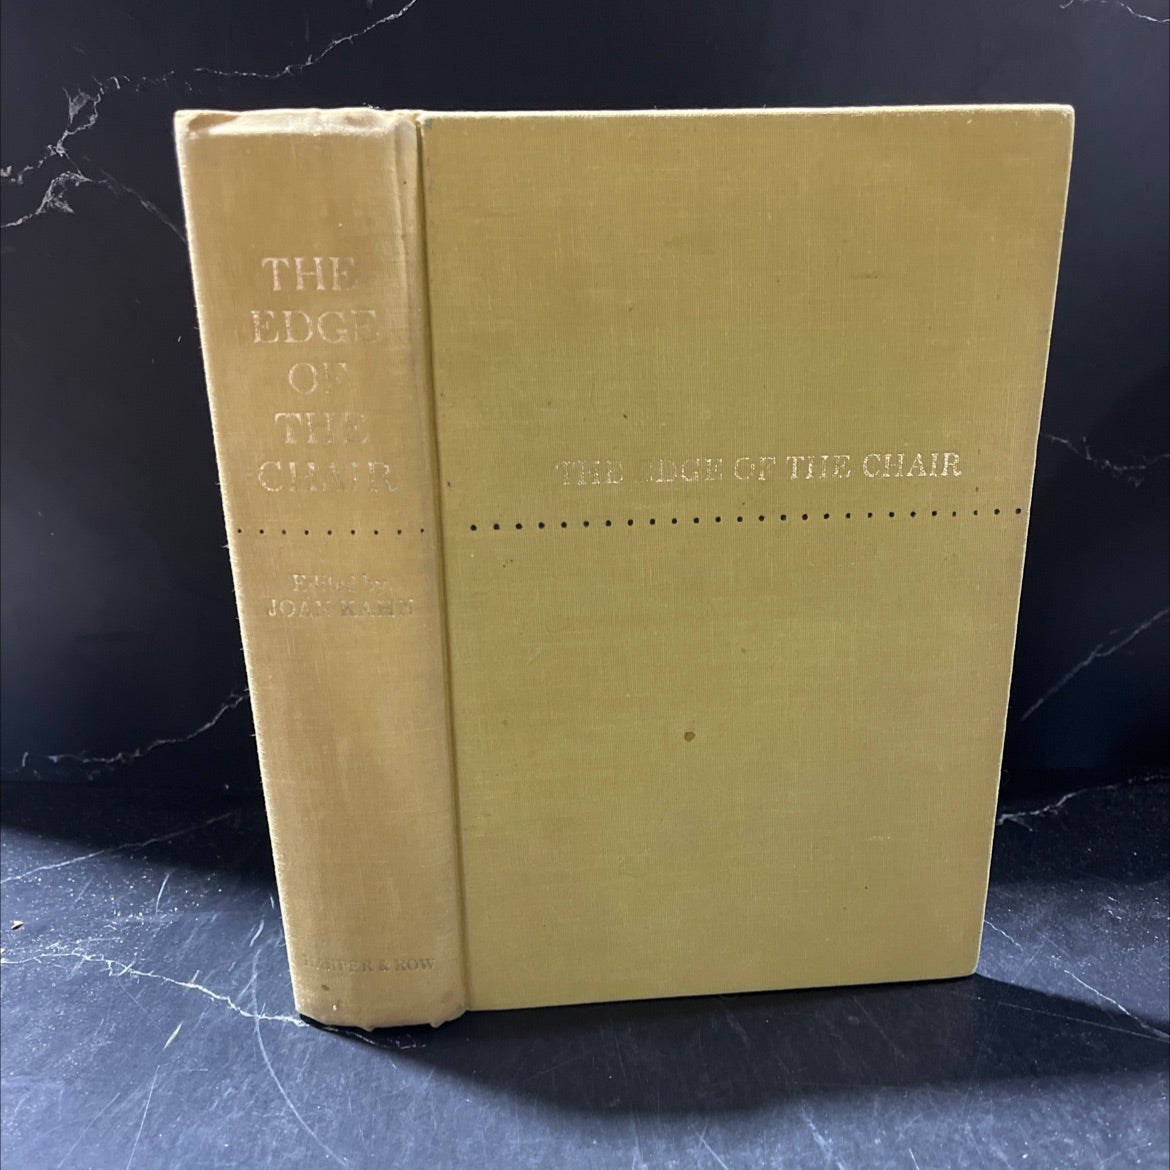 THE
EDGE
OF
THE
CHAIR
Edited by
JOAN KAHN
HARPER & ROW
THE EDGE OF THE CHAIR